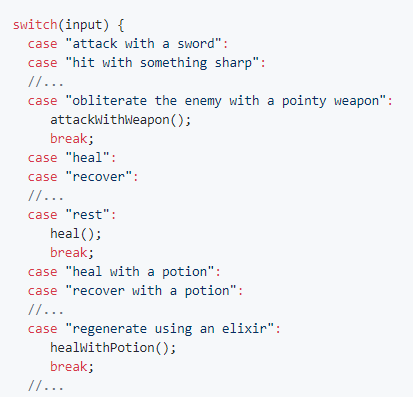 switch(input) {
  case "attack with a sword":
  case "hit with something sharp":
  //...
  case "obliterate the enemy with a pointy weapon":
     attackWithWeapon();
     break;
  case "heal":
  case "recover":
  //...
  case "rest":
     heal();
     break;
  case "heal with a potion":
  case "recover with a potion":
  //...
  case "regenerate using an elixir":
     healWithPotion();
     break;
  //...